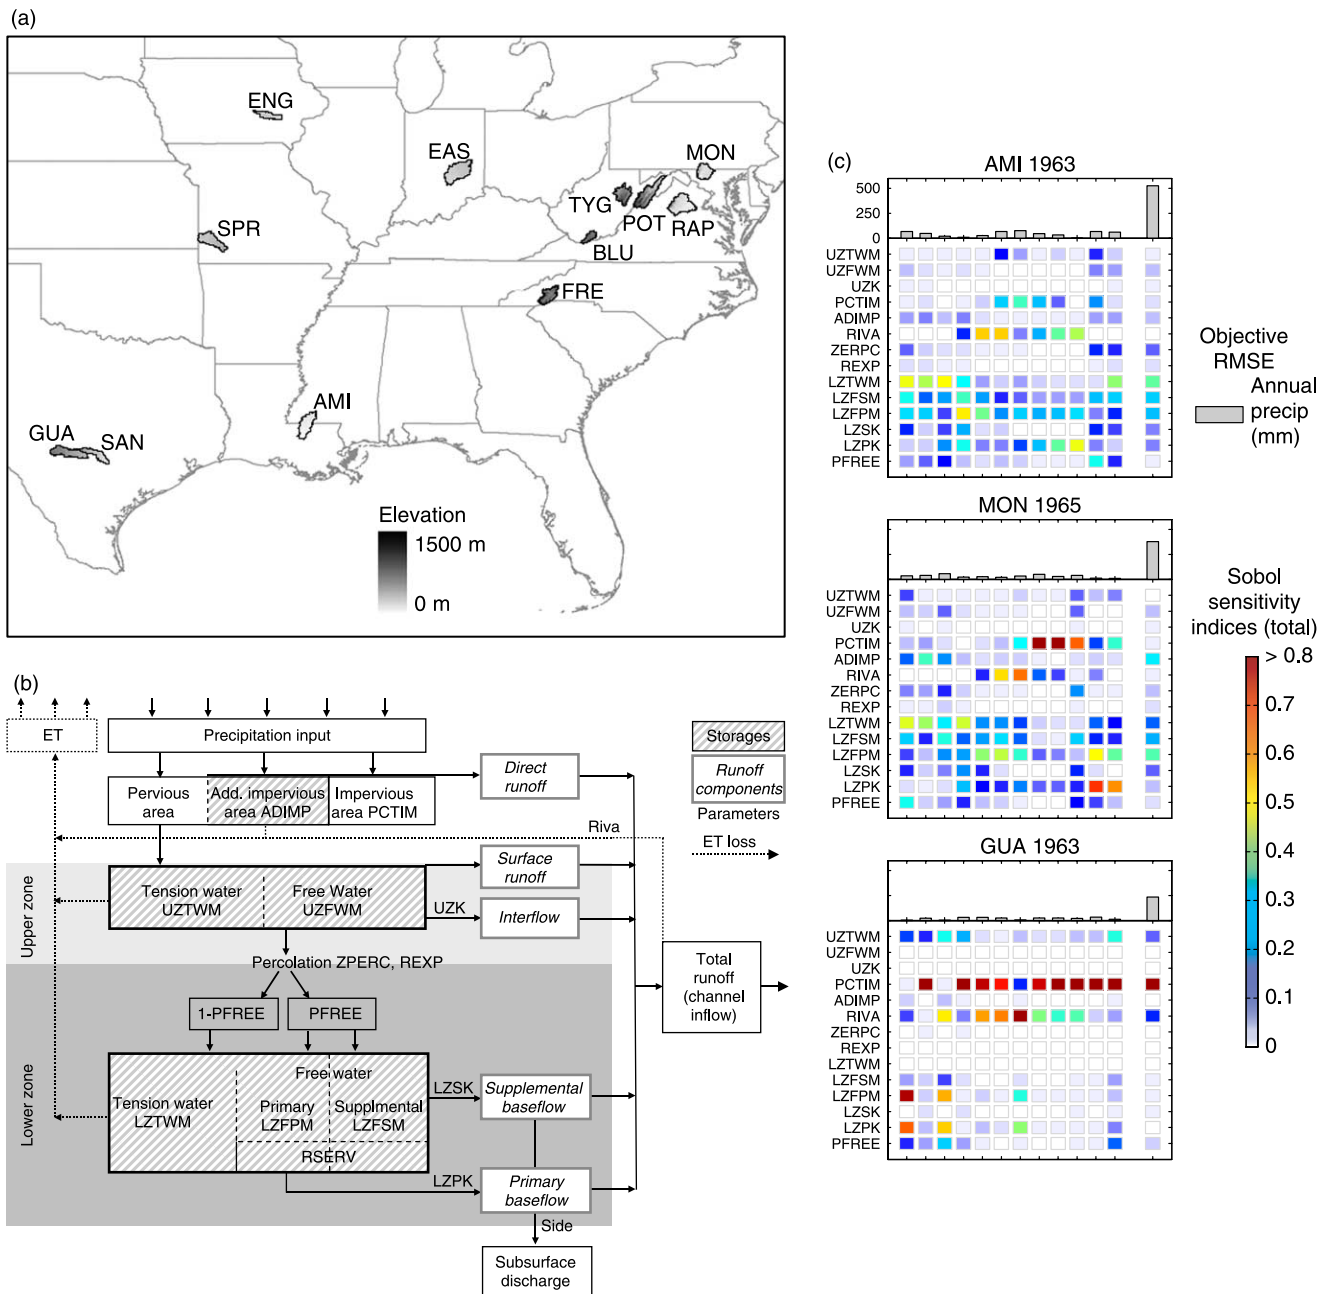 (a)
ENG
EAS
MON
TYG
POT
RAP
SPR
BLU
FRE
AMI
GUA
SAN
Elevation
1500 m
0 m
(b)
ET
Precipitation input
Pervious
area
Add. impervious
area ADIMP
Impervious
area PCTIM
Direct
runoff
Storages
Runoff
components
Parameters
ET loss
Riva
Upper zone
Tension water
UZTWM
Free Water
UZFWM
Surface
runoff
UZK
Interflow
Percolation ZPERC, REXP
Total
runoff
(channel
inflow)
1-PFREE
PFREE
Lower zone
Free water
Tension water
LZTWM
Primary
LZFPM
Supplmental
LZFSM
RSERV
LZSK
Supplemental
baseflow
LZPK
Primary
baseflow
Side
Subsurface
discharge
(c)
AMI 1963
500
250
0
UZTWM
UZFWM
UZK
PCTIM
ADIMP
RIVA
ZERPC
REXP
LZTWM
LZFSM
LZFPM
LZSK
LZPK
PFREE
MON 1965
UZTWM
UZFWM
UZK
PCTIM
ADIMP
RIVA
ZERPC
REXP
LZTWM
LZFSM
LZFPM
LZSK
LZPK
PFREE
GUA 1963
UZTWM
UZFWM
UZK
PCTIM
ADIMP
RIVA
ZERPC
REXP
LZTWM
LZFSM
LZFPM
LZSK
LZPK
PFREE
Objective
RMSE
Annual
precip
(mm)
Sobol
sensitivity
indices (total)
> 0.8
0.7
0.6
0.5
0.4
0.3
0.2
0.1
0